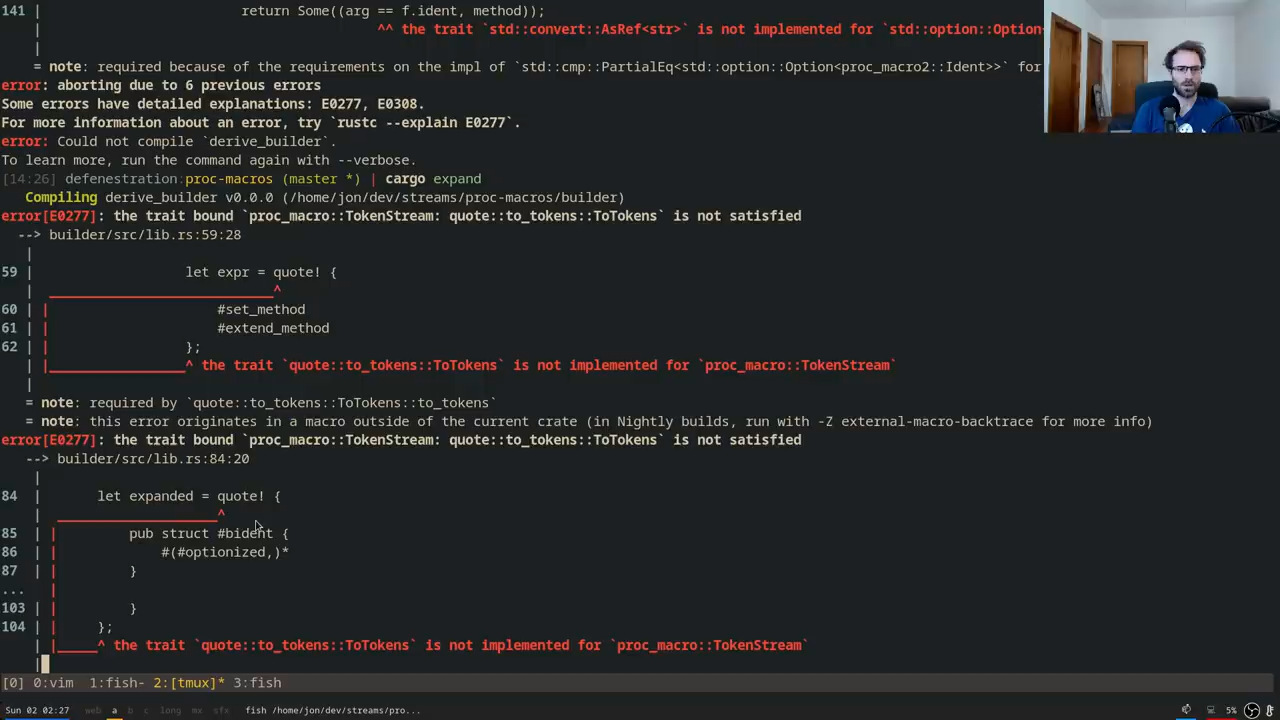 141 |                          return Some((arg == f.ident, method));
    |                                           ^^ the trait `std::convert::AsRef<str>` is not implemented for `std::option::Option
    |
    = note: required because of the requirements on the impl of `std::cmp::PartialEq<std::option::Option<proc_macro2::Ident>>` for
error: aborting due to 6 previous errors
Some errors have detailed explanations: E0277, E0308.
For more information about an error, try `rustc --explain E0277`.
error: Could not compile `derive_builder`.
To learn more, run the command again with --verbose.
[14:26] defenestration:proc-macros (master *) | cargo expand
   Compiling derive_builder v0.0.0 (/home/jon/dev/streams/proc-macros/builder)
error[E0277]: the trait bound `proc_macro::TokenStream: quote::to_tokens::ToTokens` is not satisfied
  --> builder/src/lib.rs:59:28
   |
59 |                   let expr = quote! {
   |  ____________________________^
60 | |                     #set_method
61 | |                     #extend_method
62 | |                 };
   | |_________________^ the trait `quote::to_tokens::ToTokens` is not implemented for `proc_macro::TokenStream`
   |
   = note: required by `quote::to_tokens::ToTokens::to_tokens`
   = note: this error originates in a macro outside of the current crate (in Nightly builds, run with -Z external-macro-backtrace for more info)
error[E0277]: the trait bound `proc_macro::TokenStream: quote::to_tokens::ToTokens` is not satisfied
  --> builder/src/lib.rs:84:20
    |
84  |       let expanded = quote! {
    |  ____________________^
85  | |         pub struct #bident {
86  | |             #(#optionized,)*
87  | |         }
... | |
103 | |         }
104 | |     };
    | |_____^ the trait `quote::to_tokens::ToTokens` is not implemented for `proc_macro::TokenStream`
    |
[0] 0:vim  1:fish- 2:[tmux]* 3:fish
Sun 02 02:27 web a b c long mx sfx fish /home/jon/dev/streams/pro... 5%